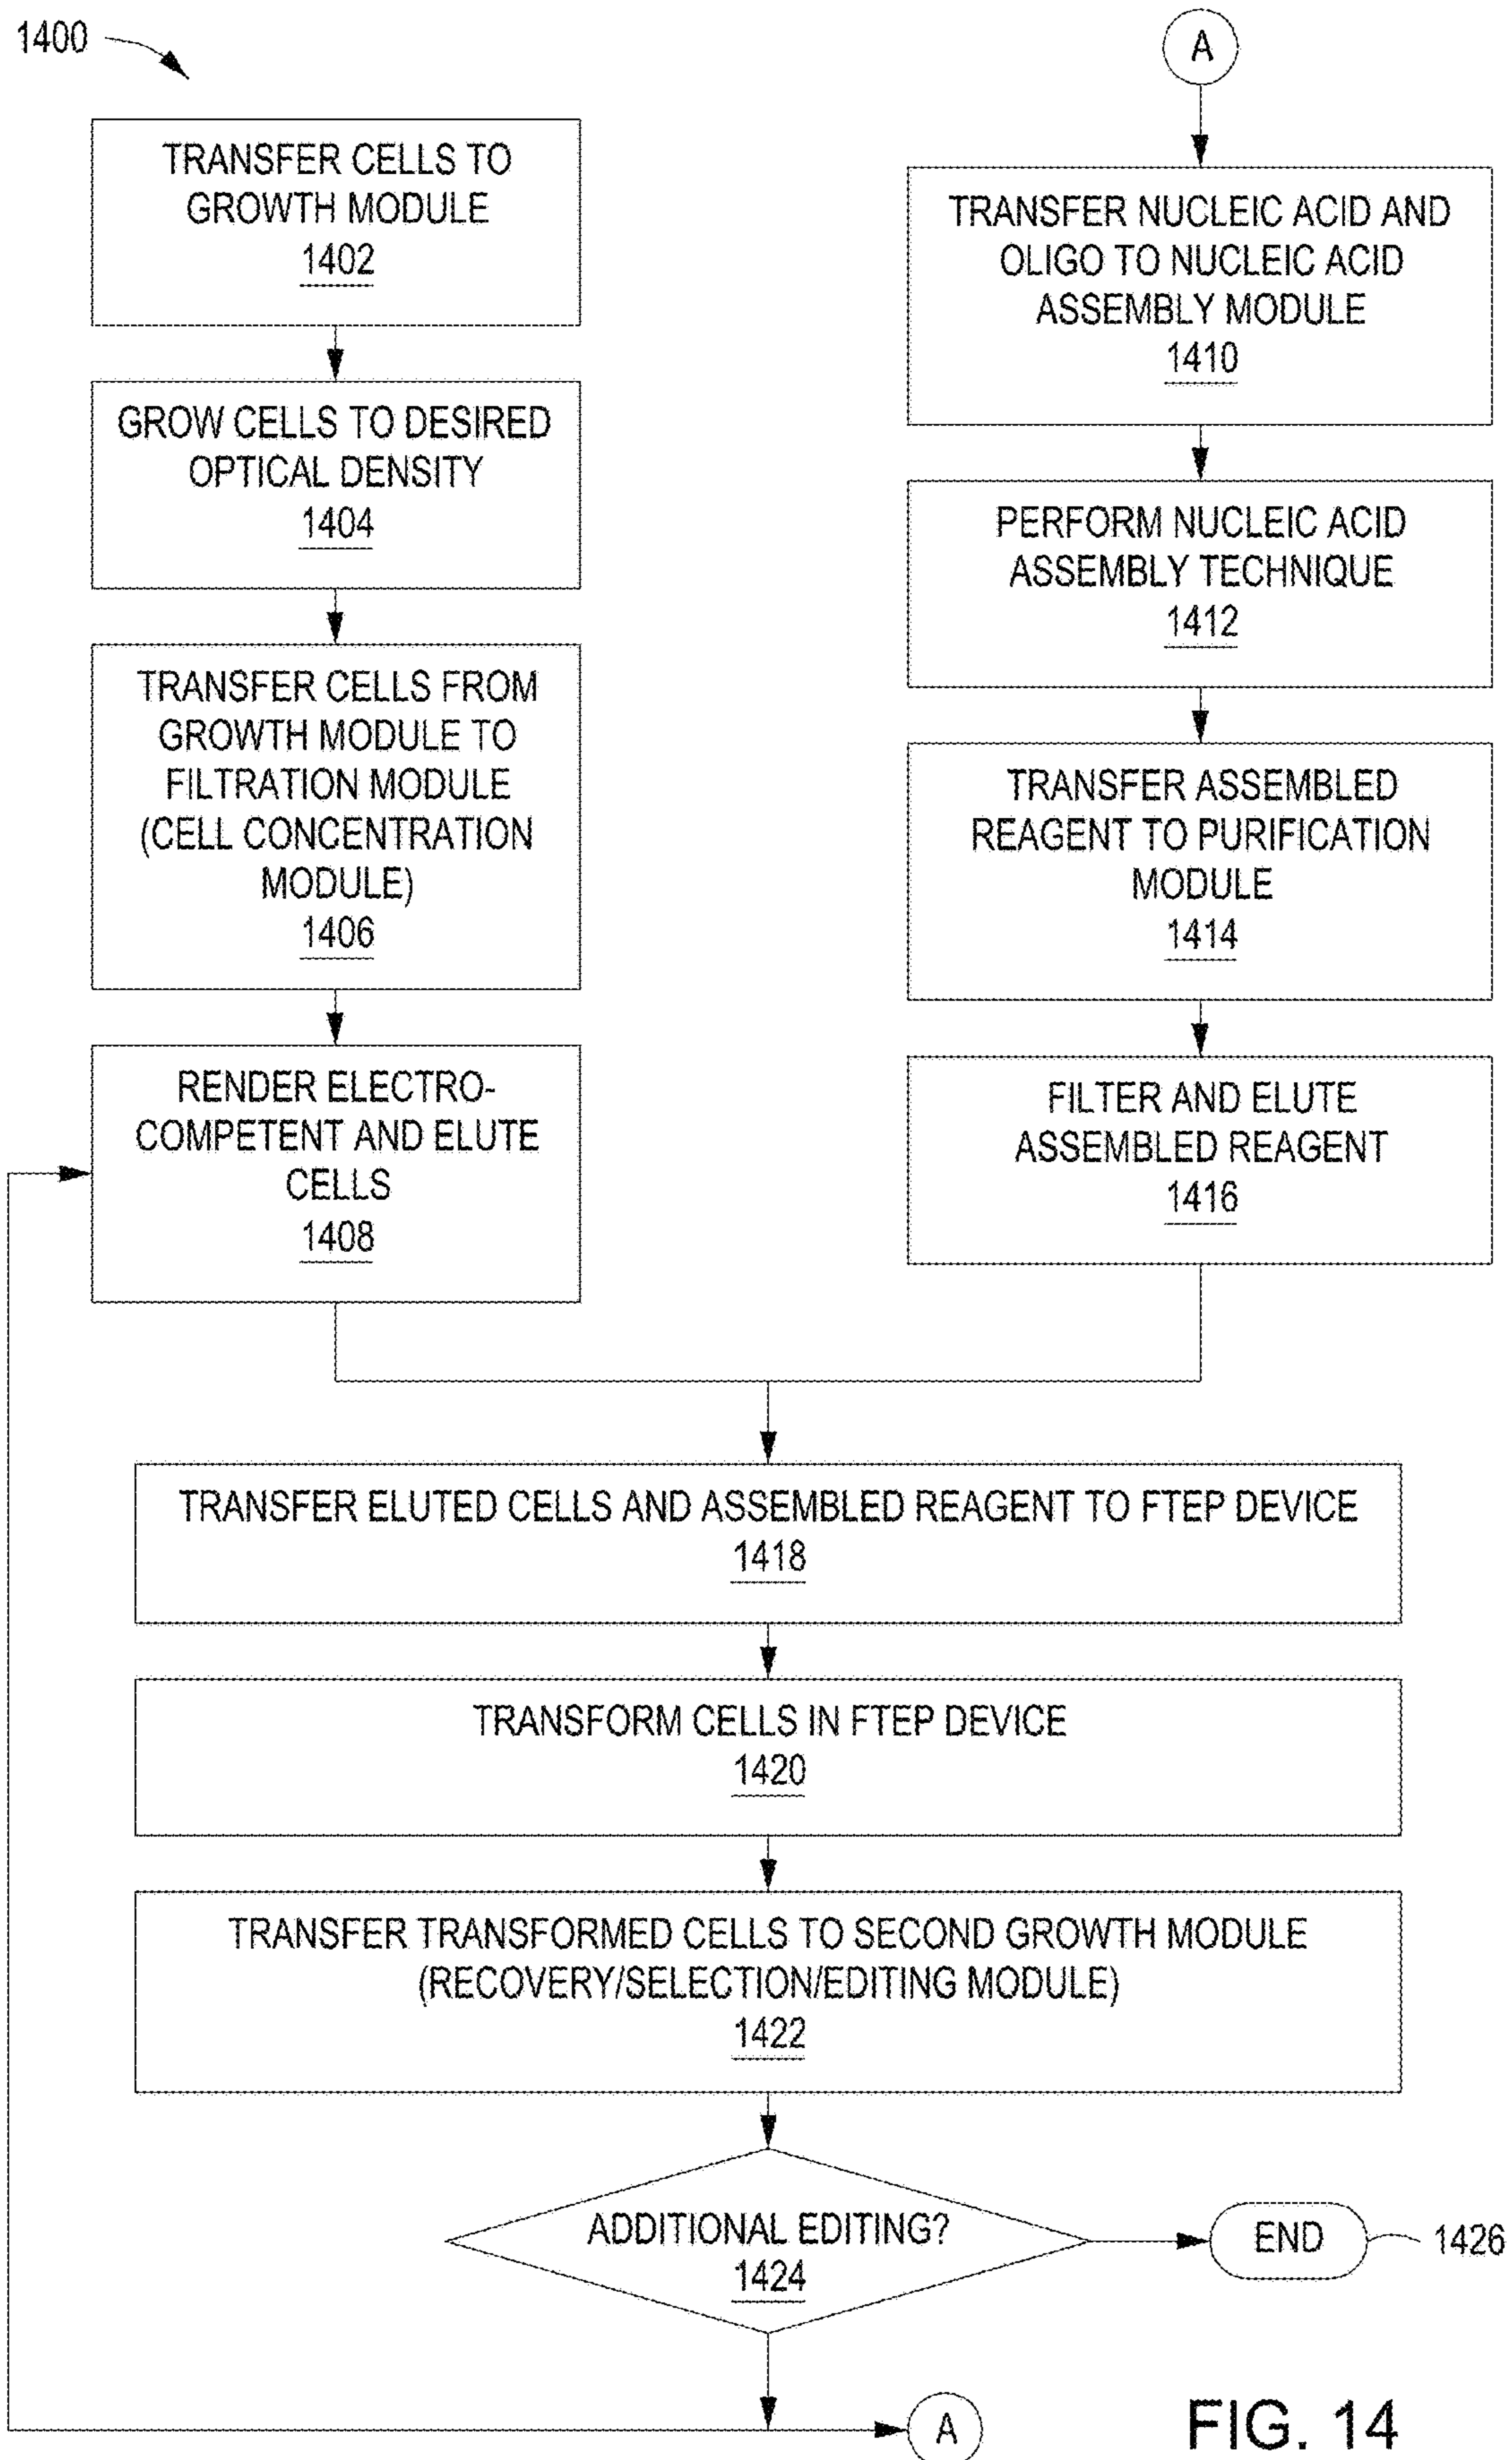 1400
TRANSFER CELLS TO
GROWTH MODULE
1402
GROW CELLS TO DESIRED
OPTICAL DENSITY
1404
TRANSFER CELLS FROM
GROWTH MODULE TO
FILTRATION MODULE
(CELL CONCENTRATION
MODULE)
1406
RENDER ELECTRO-
COMPETENT AND ELUTE
CELLS
1408
A
TRANSFER NUCLEIC ACID AND
OLIGO TO NUCLEIC ACID
ASSEMBLY MODULE
1410
PERFORM NUCLEIC ACID
ASSEMBLY TECHNIQUE
1412
TRANSFER ASSEMBLED
REAGENT TO PURIFICATION
MODULE
1414
FILTER AND ELUTE
ASSEMBLED REAGENT
1416
TRANSFER ELUTED CELLS AND ASSEMBLED REAGENT TO FTEP DEVICE
1418
TRANSFORM CELLS IN FTEP DEVICE
1420
TRANSFER TRANSFORMED CELLS TO SECOND GROWTH MODULE
(RECOVERY/SELECTION/EDITING MODULE)
1422
ADDITIONAL EDITING?
1424
END
1426
A
FIG. 14